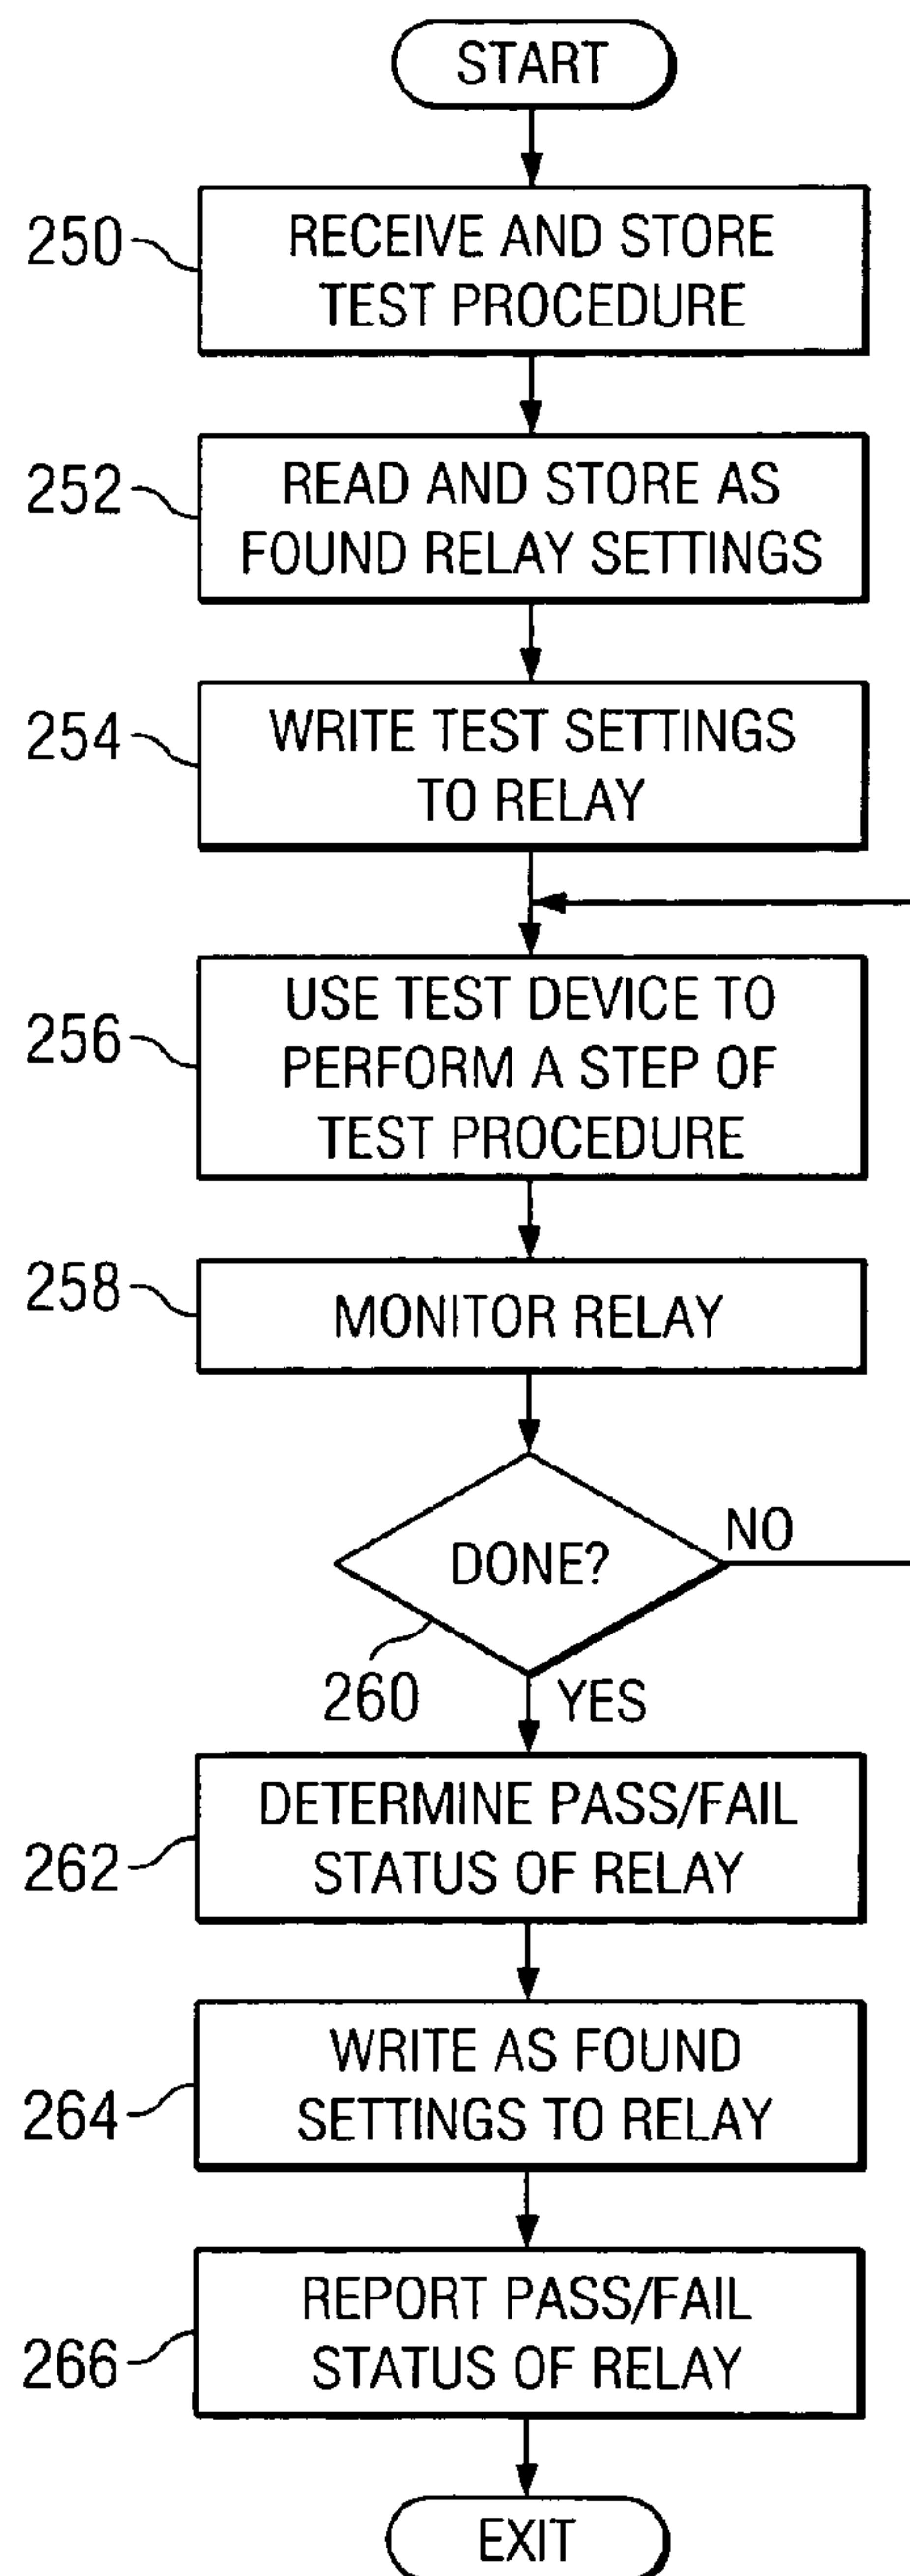 START
250
RECEIVE AND STORE
TEST PROCEDURE
252
READ AND STORE AS
FOUND RELAY SETTINGS
254
WRITE TEST SETTINGS
TO RELAY
256
USE TEST DEVICE TO
PERFORM A STEP OF
TEST PROCEDURE
258
MONITOR RELAY
DONE?
NO
260
YES
262
DETERMINE PASS/FAIL
STATUS OF RELAY
264
WRITE AS FOUND
SETTINGS TO RELAY
266
REPORT PASS/FAIL
STATUS OF RELAY
EXIT